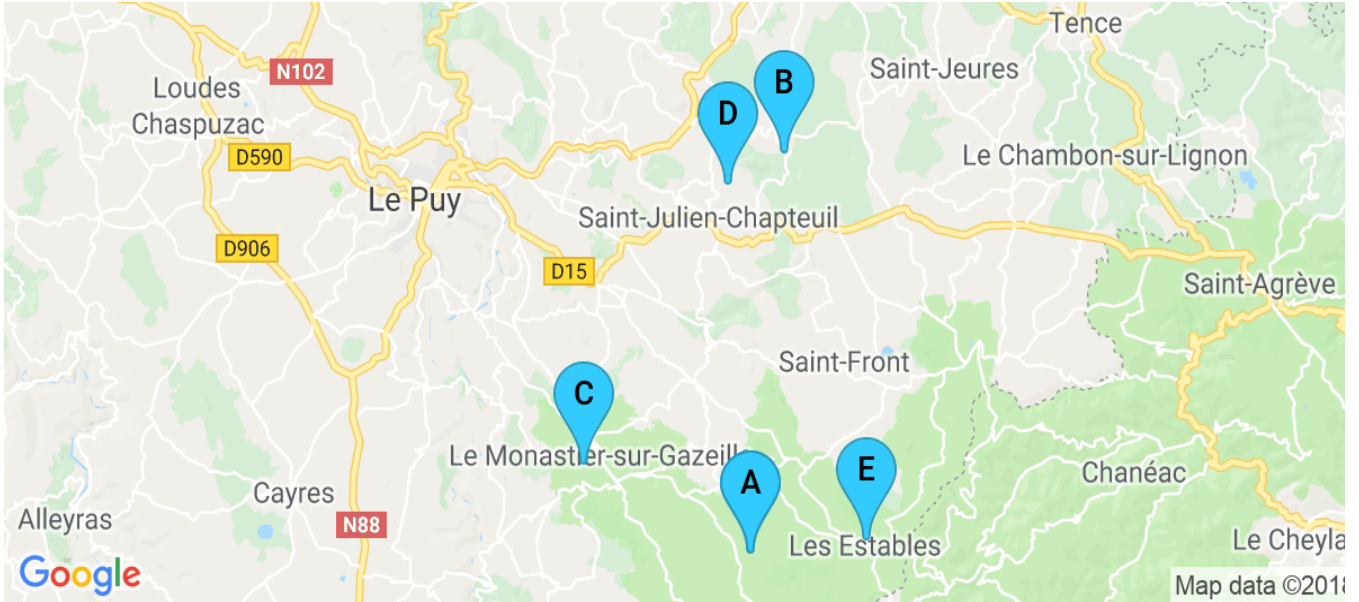 Tence
N102
Saint-Jeures
Loudes
B
Chaspuzac
D
D590
Le Chambon-sur-Lignon
Le Puy
Saint-Julien-Chapteuil
D906
D15
Saint-Agrève
Saint-Front
C
Le Monastier-sur-Gazeille
E
Chanéac
A
Cayres
Alleyras
N88
Les Estables
Le Cheyla
Google
Map data ©2018